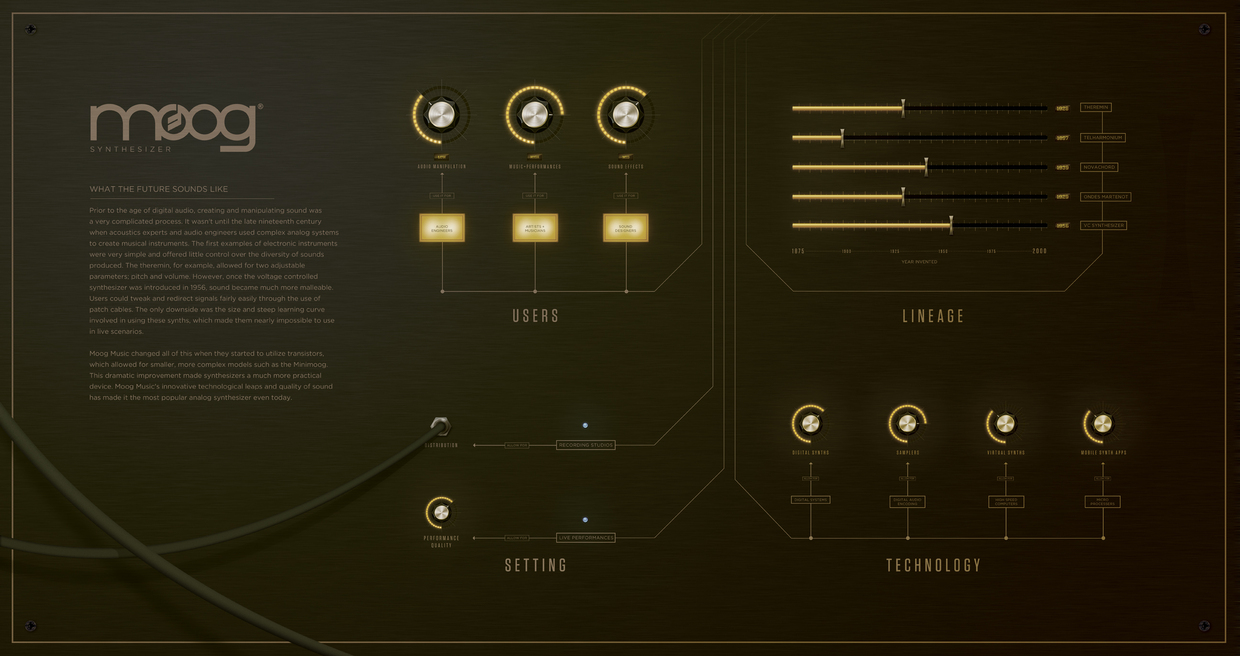 moog®
SYNTHESIZER
WHAT THE FUTURE SOUNDS LIKE
Prior to the age of digital audio, creating and manipulating sound was
a very complicated process. It wasn't until the late nineteenth century
when acoustics experts and audio engineers used complex analog systems
to create musical instruments. The first examples of electronic instruments
were very simple and offered little control over the diversity of sounds
produced. The theremin, for example, allowed for two adjustable
parameters: pitch and volume. However, once the voltage controlled
synthesizer was introduced in 1956, sound became much more malleable.
Users could tweak and redirect signals fairly easily through the use of
patch cables. The only downside was the size and steep learning curve
involved in using these synths, which made them nearly impossible to use
in live scenarios.
Moog Music changed all of this when they started to utilize transistors,
which allowed for smaller, more complex models such as the Minimoog.
This dramatic improvement made synthesizers a much more practical
device. Moog Music's innovative technological leaps and quality of sound
has made it the most popular analog synthesizer even today.
AUDIO MANIPULATION
MUSIC+PERFORMANCES
SOUND EFFECTS
AUDIO
ENGINEERS
ARTISTS +
MUSICIANS
SOUND
DESIGNERS
USERS
THEREMIN
TELHARMONIUM
NOVACHORD
ONDES MARTENOT
VC SYNTHESIZER
1875
1975
2000
YEAR INVENTED
LINEAGE
DISTRIBUTION
ALLOW FOR
RECORDING STUDIOS
PERFORMANCE
QUALITY
ALLOW FOR
LIVE PERFORMANCES
SETTING
DIGITAL SYNTHS
SAMPLERS
VIRTUAL SYNTHS
MOBILE SYNTH APPS
DIGITAL SYSTEMS
DIGITAL AUDIO
ENCODING
HIGH SPEED
COMPUTERS
MICRO
PROCESSORS
TECHNOLOGY